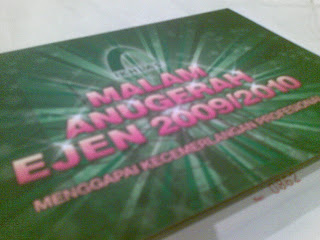 MALAM
ANUGERAH
EJEN 2009/2010
MENGGAPAI KECEMERLANGAN PROFESIONAL